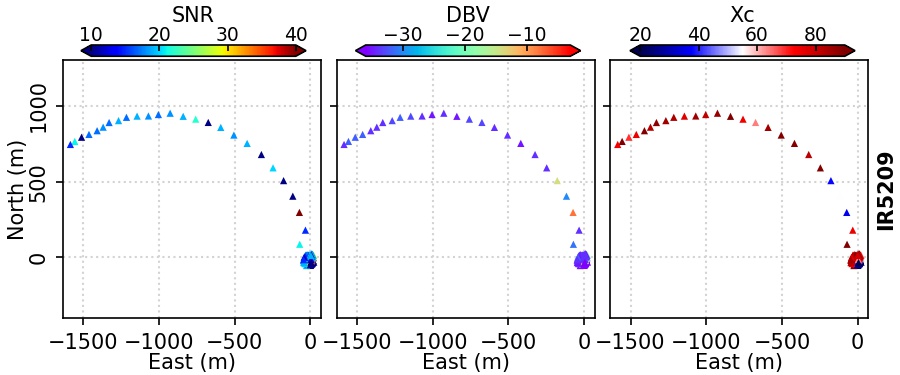 SNR DBV Xc
10 20 30 40 −30 −20 −10 20 40 60 80
1000
500
0
North (m)
IR5209
−1500 −1000 −500 0 −1500 −1000 −500 0 −1500 −1000 −500 0
East (m) East (m) East (m)